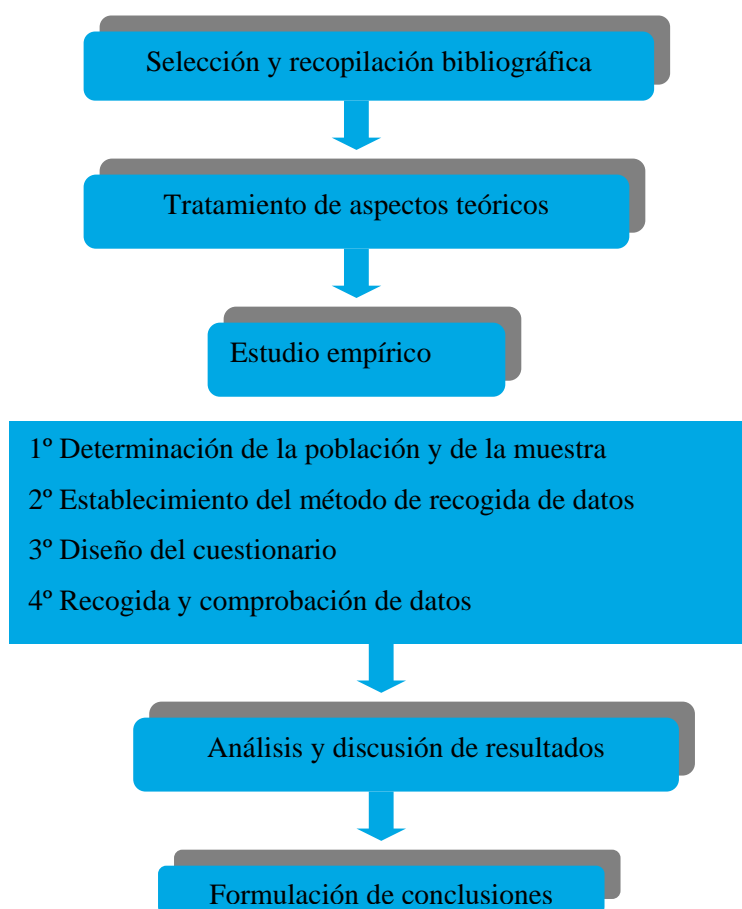 Selección y recopilación bibliográfica
Tratamiento de aspectos teóricos
Estudio empírico
1º Determinación de la población y de la muestra
2º Establecimiento del método de recogida de datos
3º Diseño del cuestionario
4º Recogida y comprobación de datos
Análisis y discusión de resultados
Formulación de conclusiones